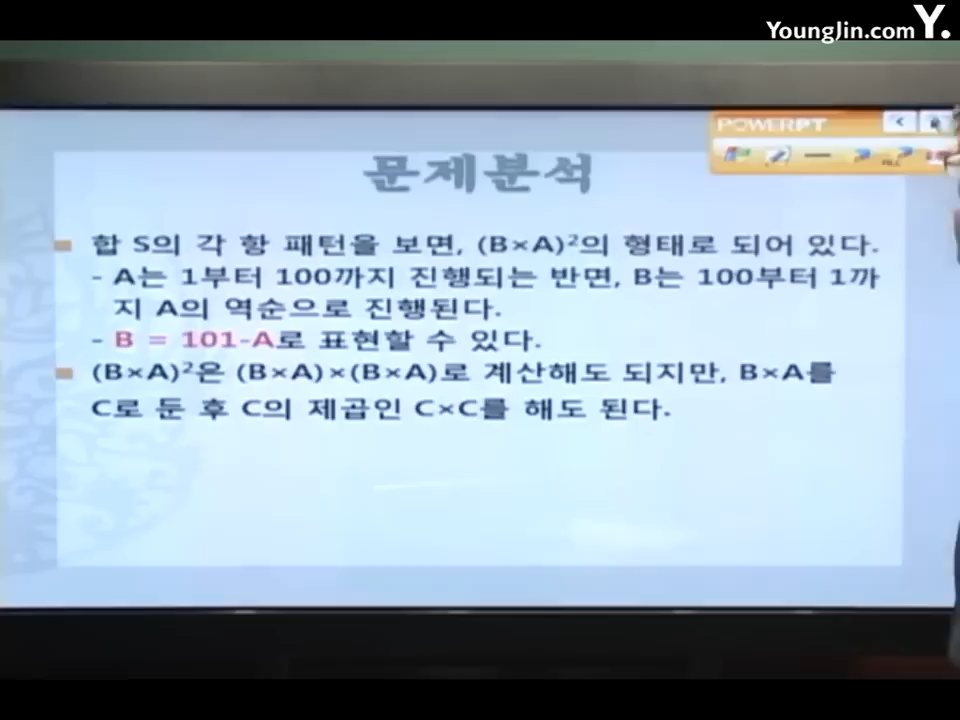 YoungJin.com Y.
POWERPT
문제분석
합 S의 각 항 패턴을 보면, (B×A)²의 형태로 되어 있다.
- A는 1부터 100까지 진행되는 반면, B는 100부터 1까
지 A의 역순으로 진행된다.
- B = 101-A로 표현할 수 있다.
(B×A)²은 (B×A)×(B×A)로 계산해도 되지만, B×A를
C로 둔 후 C의 제곱인 C×C를 해도 된다.